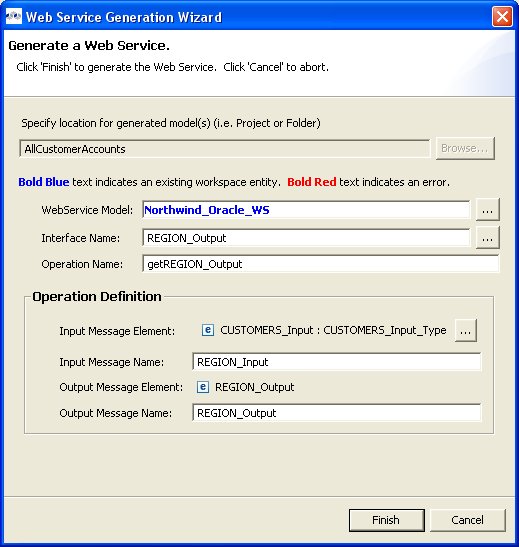 Web Service Generation Wizard
Generate a Web Service.
Click 'Finish' to generate the Web Service. Click 'Cancel' to abort.
Specify location for generated model(s) (i.e. Project or Folder)
AllCustomerAccounts Browse...
Bold Blue text indicates an existing workspace entity. Bold Red text indicates an error.
WebService Model: Northwind_Oracle_WS ...
Interface Name: REGION_Output ...
Operation Name: getREGION_Output
Operation Definition
Input Message Element: e CUSTOMERS_Input : CUSTOMERS_Input_Type ...
Input Message Name: REGION_Input
Output Message Element: e REGION_Output
Output Message Name: REGION_Output
Finish Cancel